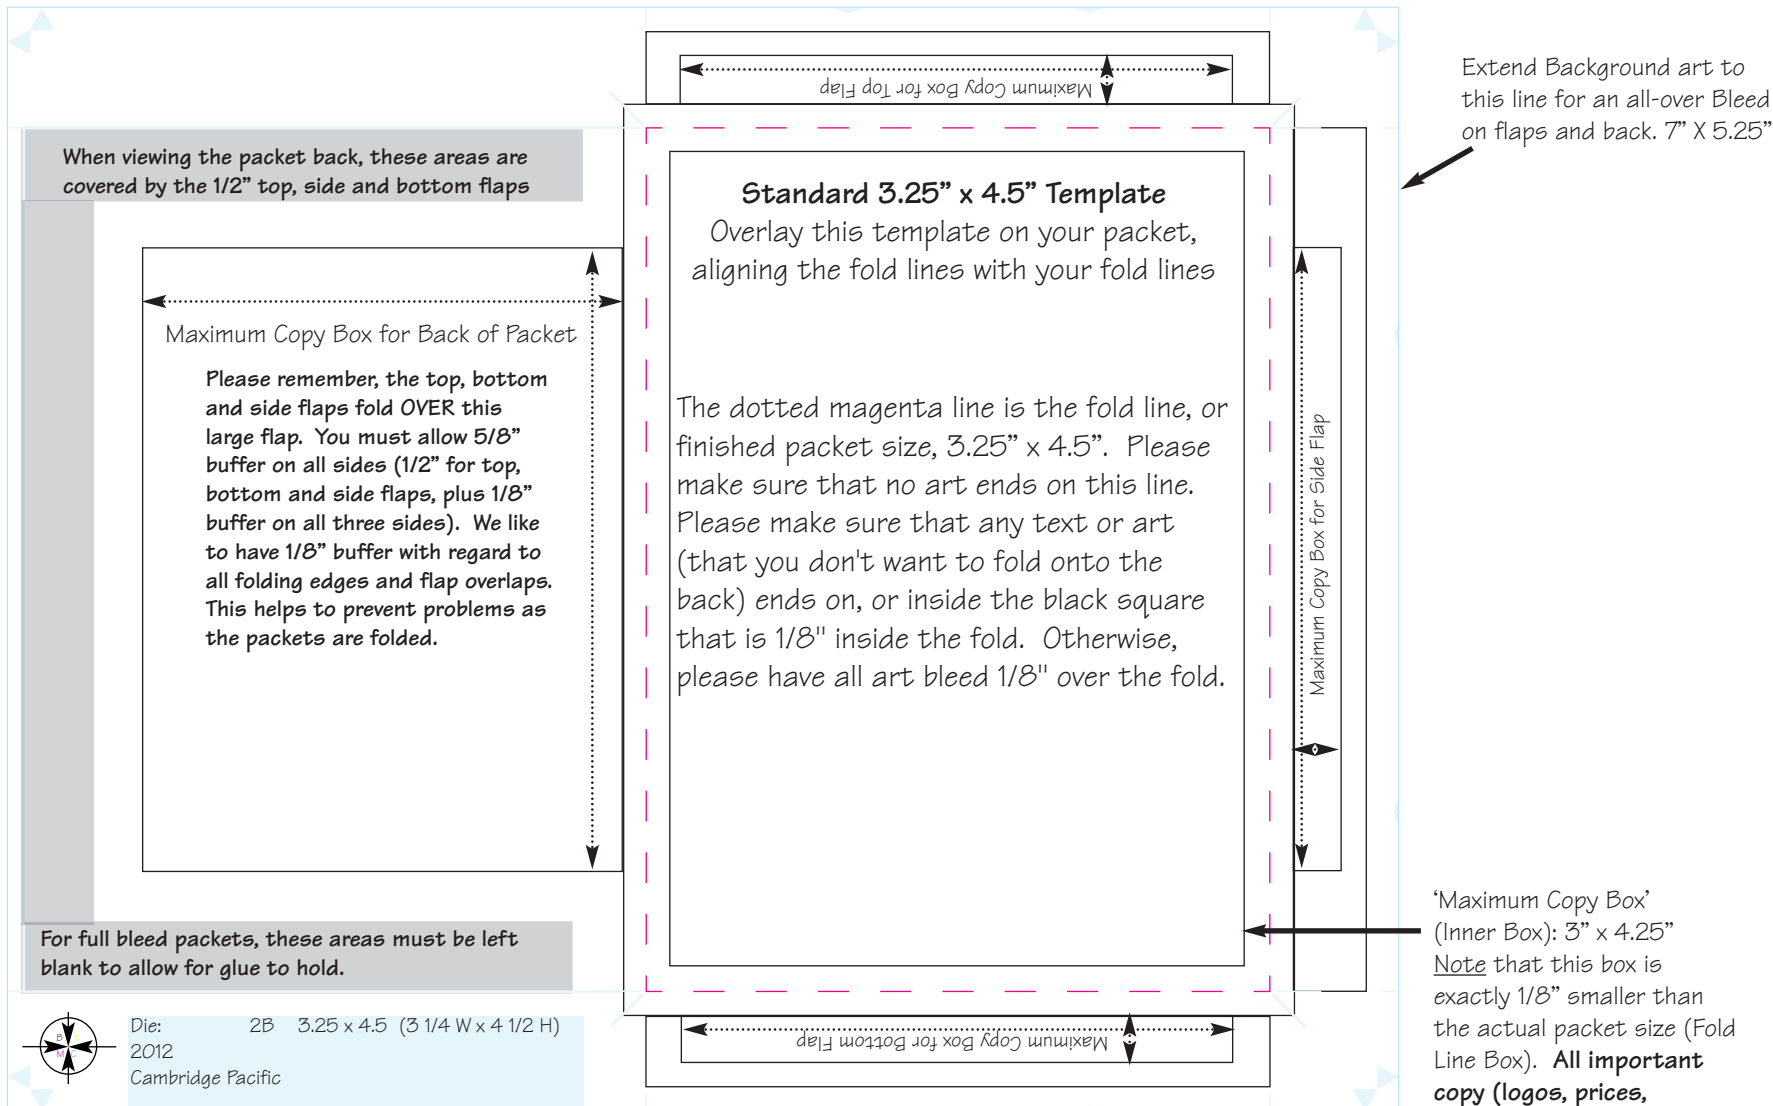 Maximum Copy Box for Top Flap
Extend Background art to
this line for an all-over Bleed
on flaps and back. 7” X 5.25”
When viewing the packet back, these areas are
covered by the 1/2” top, side and bottom flaps
Standard 3.25” x 4.5” Template
Overlay this template on your packet,
aligning the fold lines with your fold lines
Maximum Copy Box for Back of Packet
Please remember, the top, bottom
and side flaps fold OVER this
large flap.  You must allow 5/8”
buffer on all sides (1/2” for top,
bottom and side flaps, plus 1/8”
buffer on all three sides).  We like
to have 1/8” buffer with regard to
all folding edges and flap overlaps.
This helps to prevent problems as
the packets are folded.
The dotted magenta line is the fold line, or
finished packet size, 3.25” x 4.5”.  Please
make sure that no art ends on this line.
Please make sure that any text or art
(that you don't want to fold onto the
back) ends on, or inside the black square
that is 1/8" inside the fold.  Otherwise,
please have all art bleed 1/8" over the fold.
Maximum Copy Box for Side Flap
‘Maximum Copy Box’
(Inner Box): 3” x 4.25”
Note that this box is
exactly 1/8” smaller than
the actual packet size (Fold
Line Box).  All important
copy (logos, prices,
For full bleed packets, these areas must be left
blank to allow for glue to hold.
Maximum Copy Box for Bottom Flap
Die: 2B 3.25 x 4.5 (3 1/4 W x 4 1/2 H)
2012
Cambridge Pacific